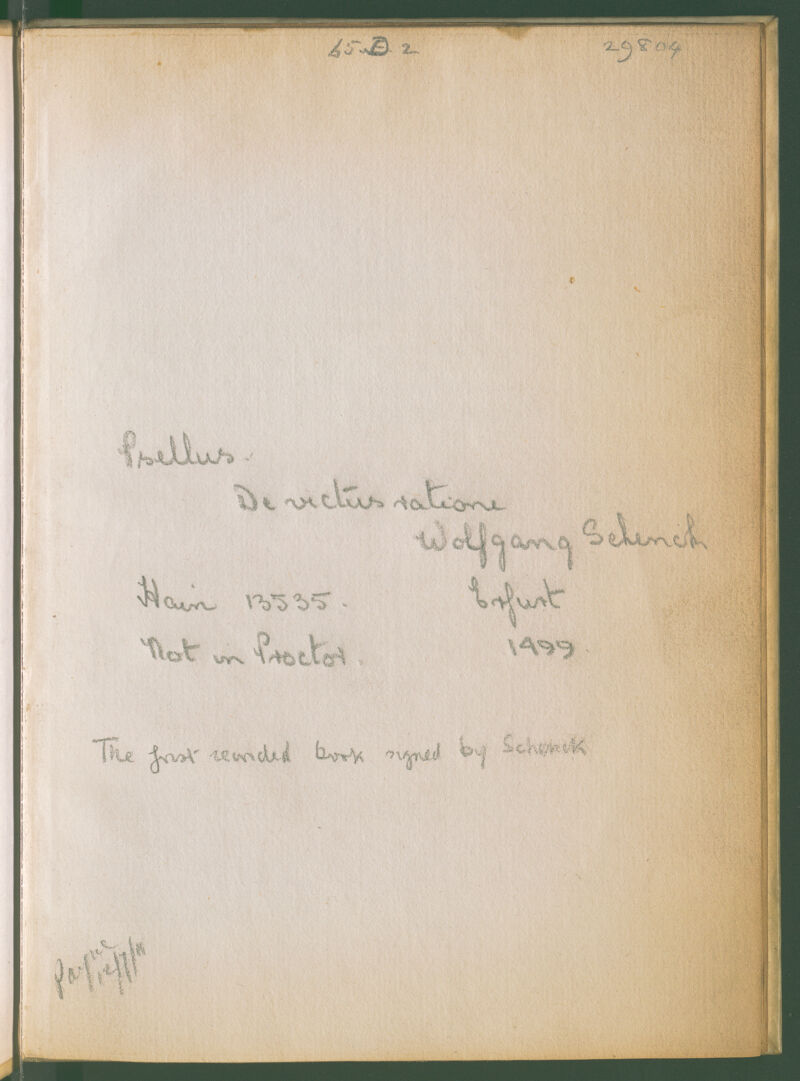 65 D 2 29804
Psellus.
De victus ratione
Wolfgang Schenck
Hain 13535. Erfurt
Not in Proctor. 1499.
The first recorded book signed by Schenck